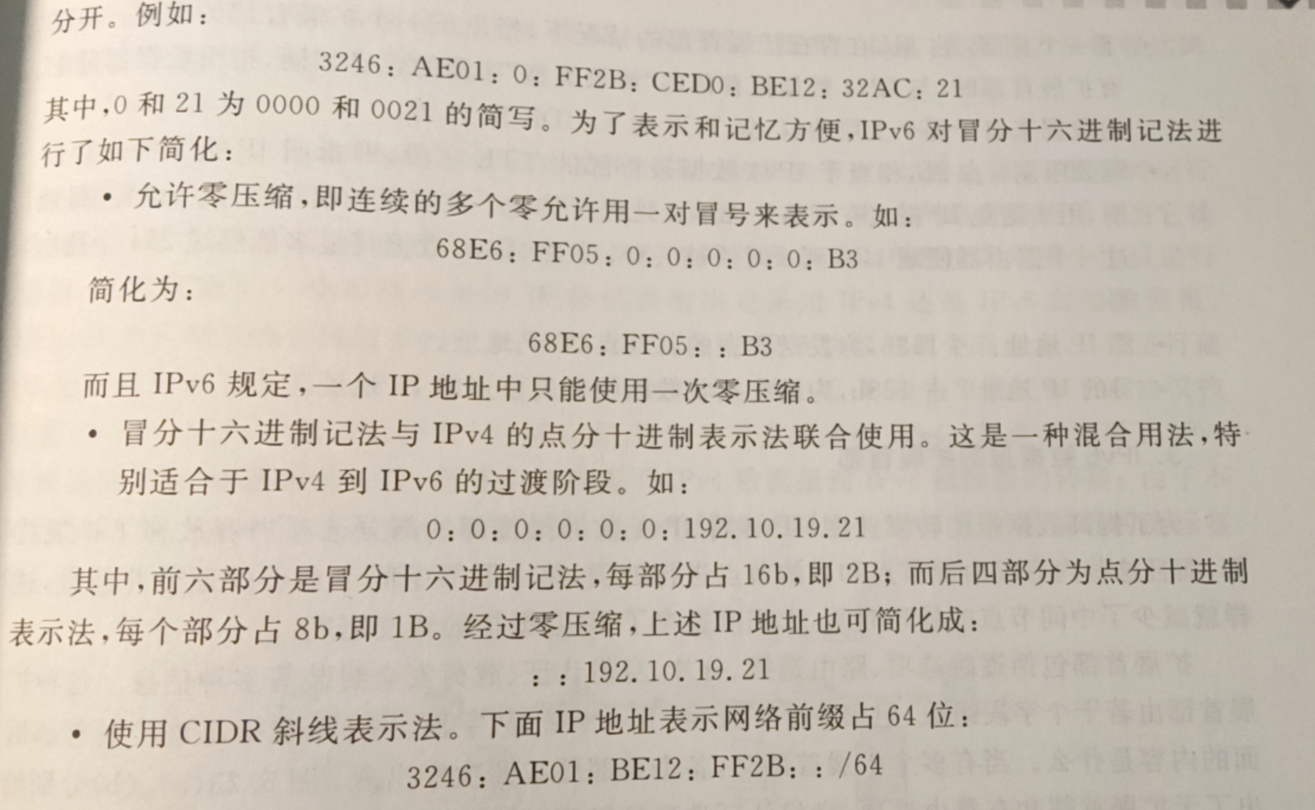 分开。例如：
3246：AE01：0：FF2B：CED0：BE12：32AC：21
其中,0 和 21 为 0000 和 0021 的简写。为了表示和记忆方便,IPv6 对冒分十六进制记法进
行了如下简化：
• 允许零压缩,即连续的多个零允许用一对冒号来表示。如：
68E6：FF05：0：0：0：0：0：B3
简化为：
68E6：FF05：：B3
而且 IPv6 规定,一个 IP 地址中只能使用一次零压缩。
• 冒分十六进制记法与 IPv4 的点分十进制表示法联合使用。这是一种混合用法,特
别适合于 IPv4 到 IPv6 的过渡阶段。如：
0：0：0：0：0：0：192.10.19.21
其中,前六部分是冒分十六进制记法,每部分占 16b,即 2B；而后四部分为点分十进制
表示法,每个部分占 8b,即 1B。经过零压缩,上述 IP 地址也可简化成：
：：192.10.19.21
• 使用 CIDR 斜线表示法。下面 IP 地址表示网络前缀占 64 位：
3246：AE01：BE12：FF2B：：/64